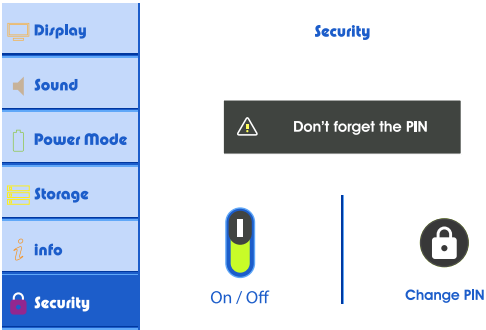 Display
Sound
Power Mode
Storage
info
Security
Security
Don't forget the PIN
On / Off
Change PIN